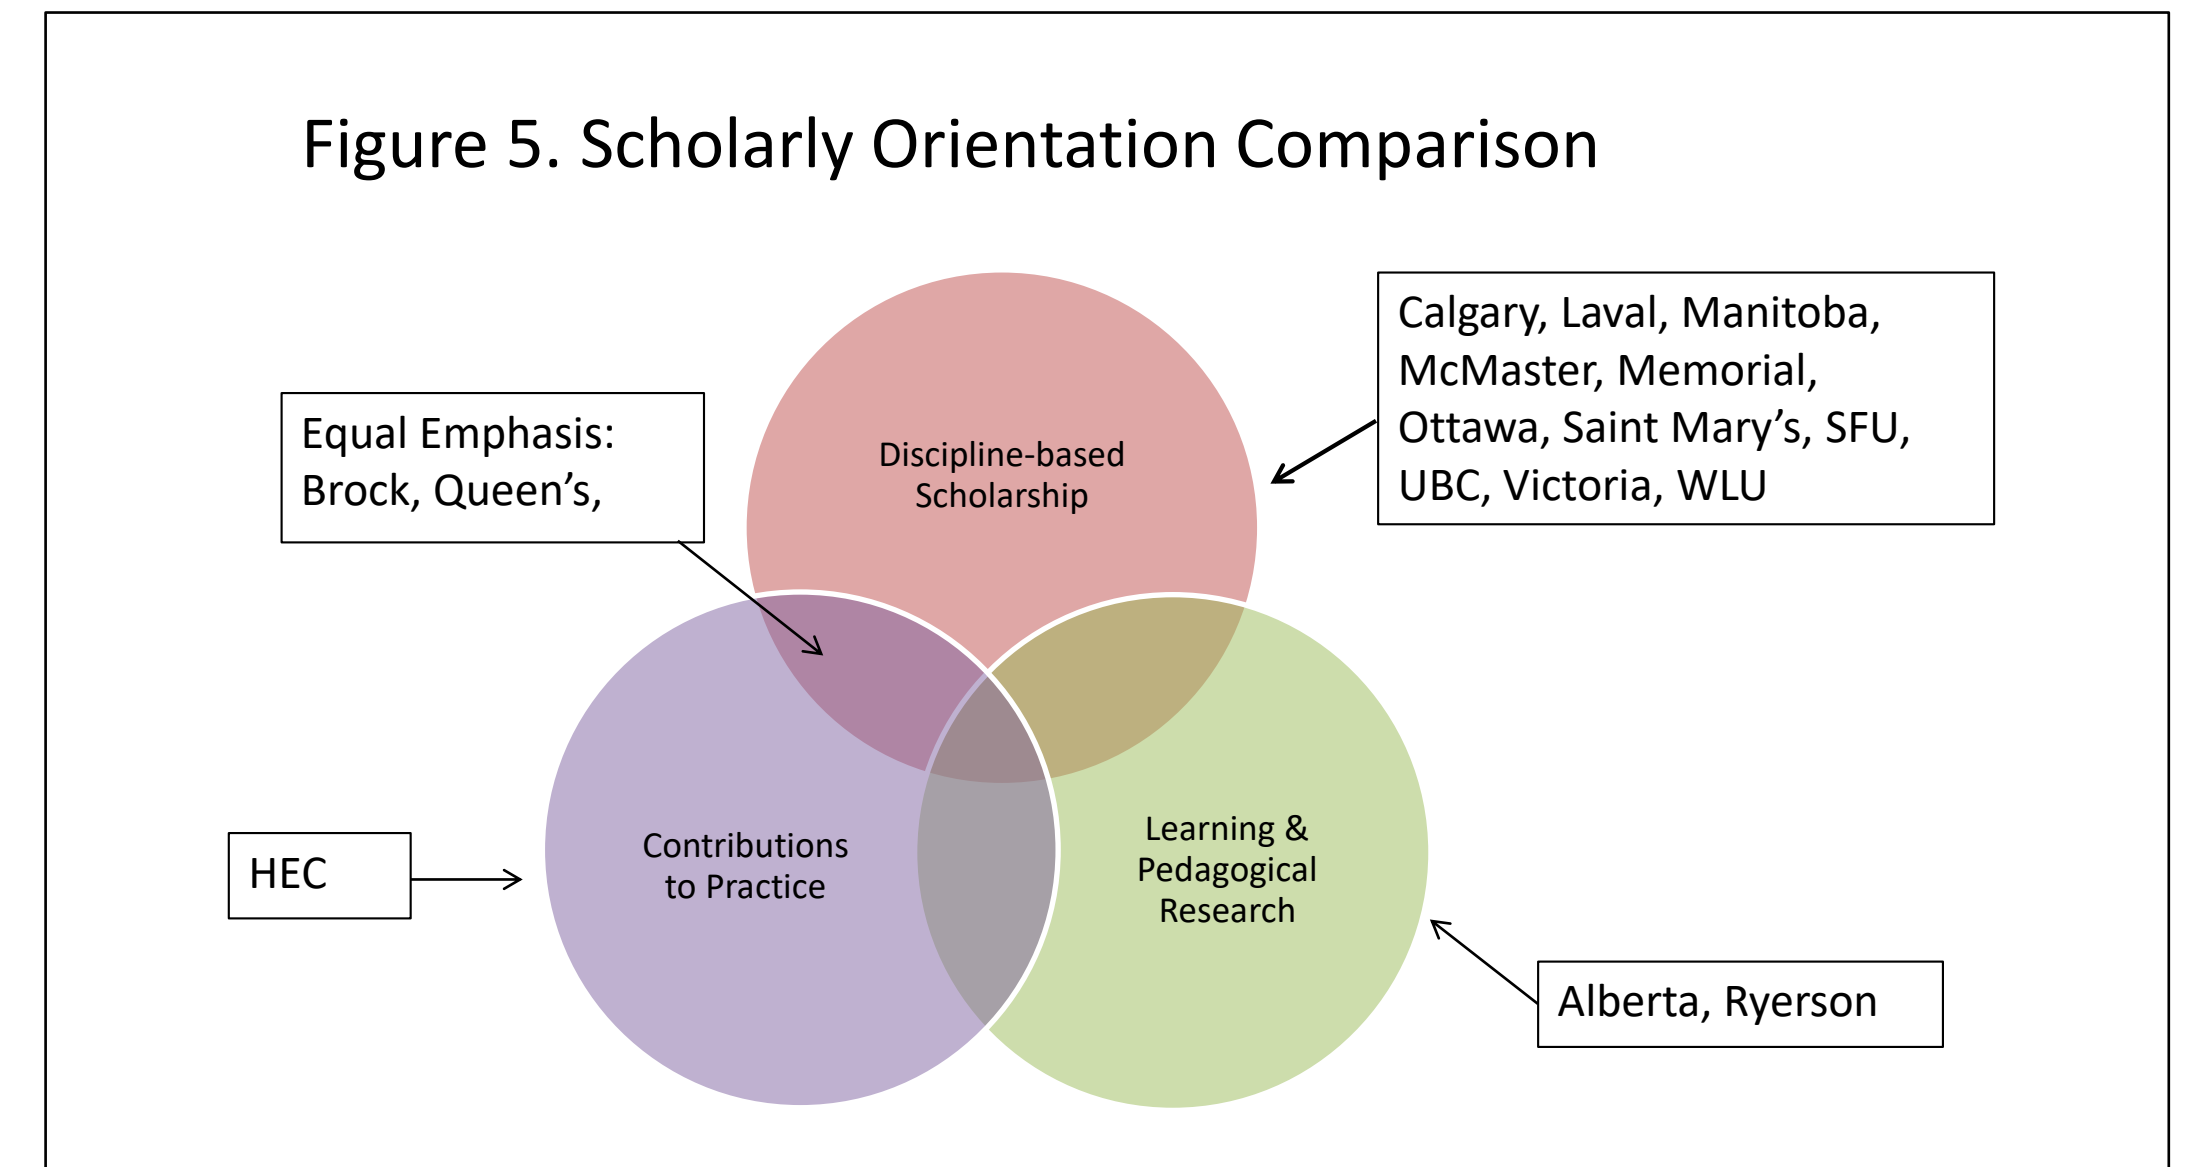 Figure 5. Scholarly Orientation Comparison
Calgary, Laval, Manitoba,
McMaster, Memorial,
Ottawa, Saint Mary’s, SFU,
UBC, Victoria, WLU
Equal Emphasis:
Brock, Queen’s,
Discipline-based
Scholarship
HEC
Contributions
to Practice
Learning &
Pedagogical
Research
Alberta, Ryerson